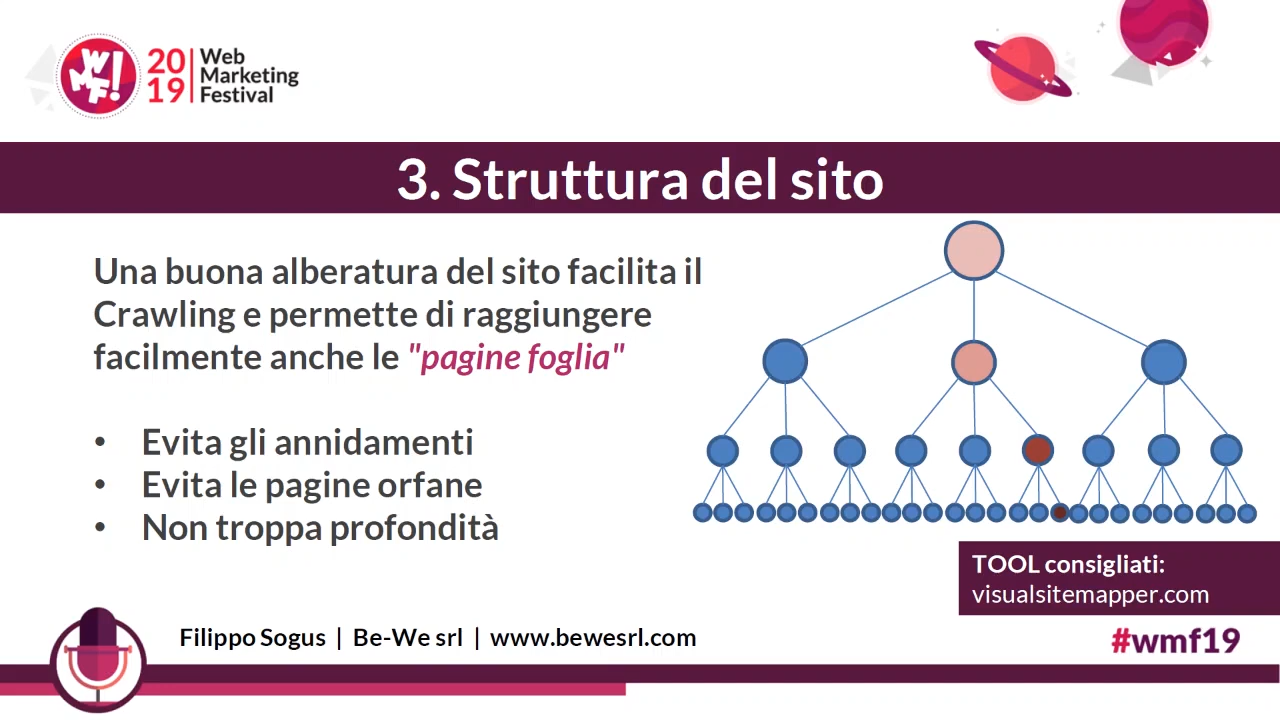 WMF!
2019
Web
Marketing
Festival
3. Struttura del sito
Una buona alberatura del sito facilita il
Crawling e permette di raggiungere
facilmente anche le "pagine foglia"
• Evita gli annidamenti
• Evita le pagine orfane
• Non troppa profondità
TOOL consigliati:
visualsitemapper.com
Filippo Sogus | Be-We srl | www.bewesrl.com
#wmf19